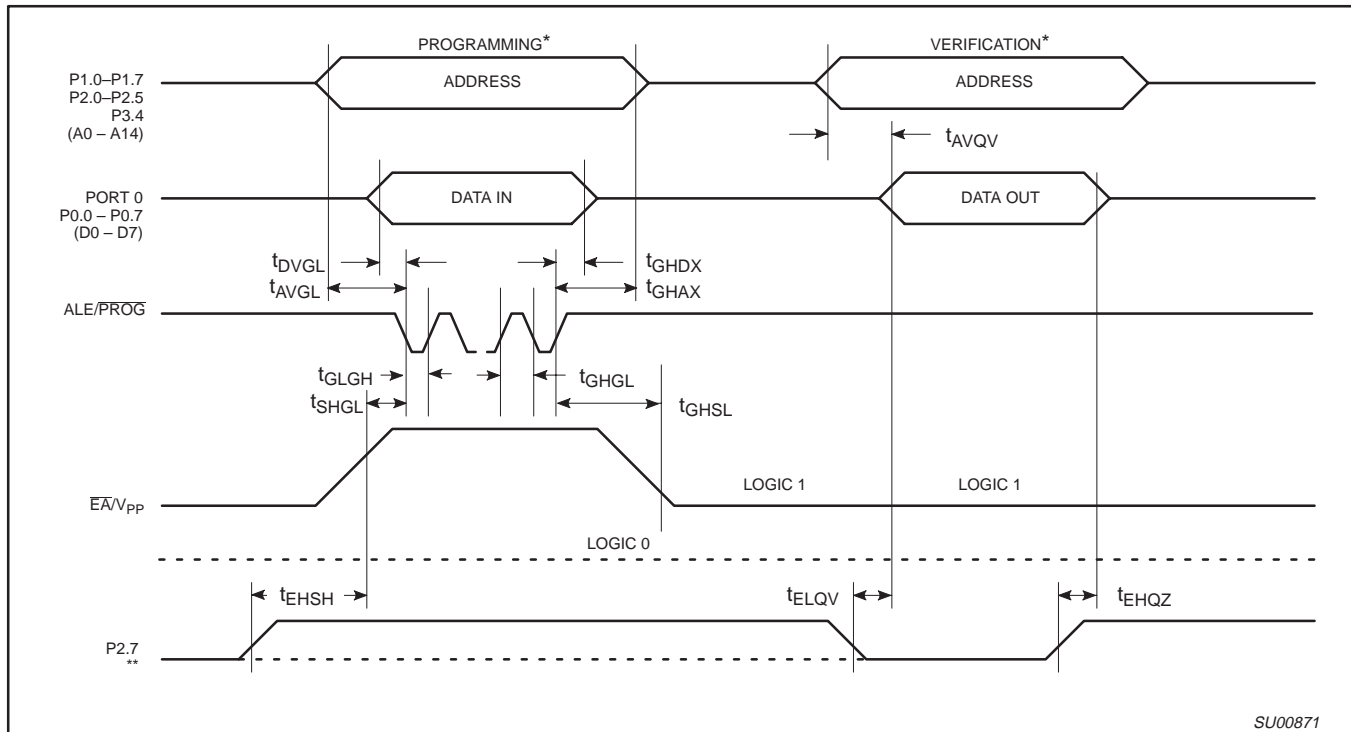 PROGRAMMING*
VERIFICATION*
P1.0–P1.7
P2.0–P2.5
P3.4
(A0 – A14)
ADDRESS
ADDRESS
tAVQV
PORT 0
P0.0 – P0.7
(D0 – D7)
DATA IN
DATA OUT
tDVGL
tGHDX
tAVGL
tGHAX
ALE/PROG
tGLGH
tGHGL
tSHGL
tGHSL
LOGIC 1
LOGIC 1
EA/VPP
LOGIC 0
tEHSH
tELQV
tEHQZ
P2.7
**
SU00871